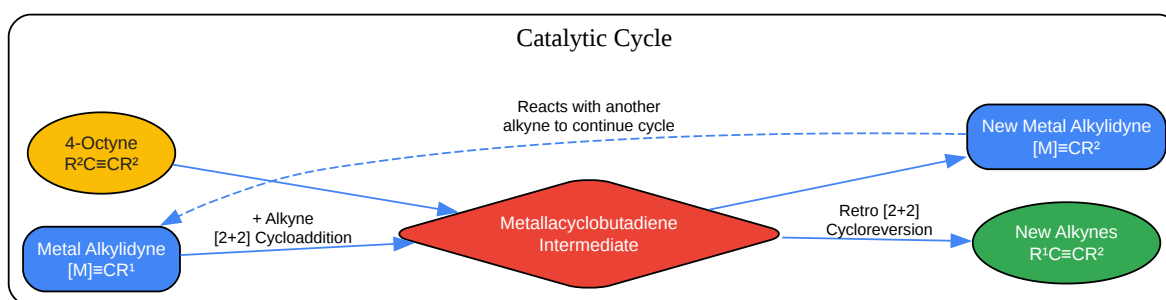 Catalytic Cycle
Reacts with another
alkyne to continue cycle
4-Octyne
R²C≡CR²
New Metal Alkylidyne
[M]≡CR²
+ Alkyne
[2+2] Cycloaddition
Metallacyclobutadiene
Intermediate
Retro [2+2]
Cycloreversion
Metal Alkylidyne
[M]≡CR¹
New Alkynes
R¹C≡CR²